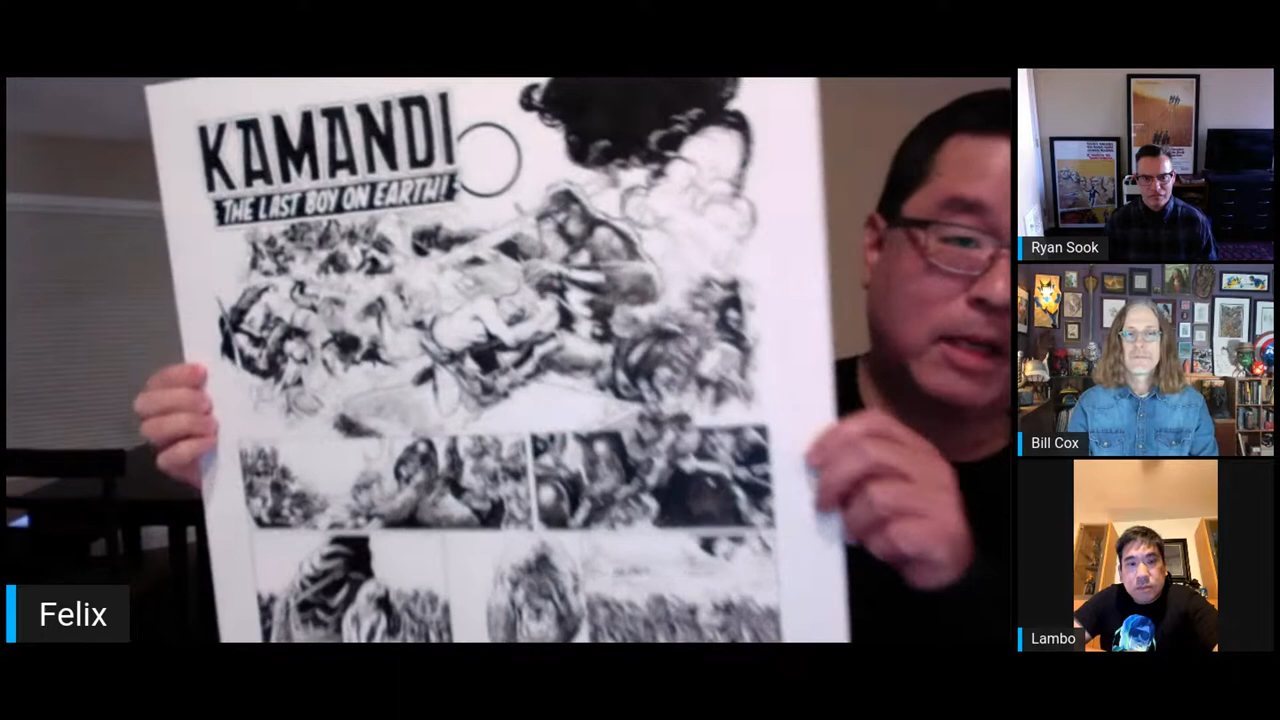 KAMANDI
THE LAST BOY ON EARTH!
Felix
Ryan Sook
Bill Cox
Lambo